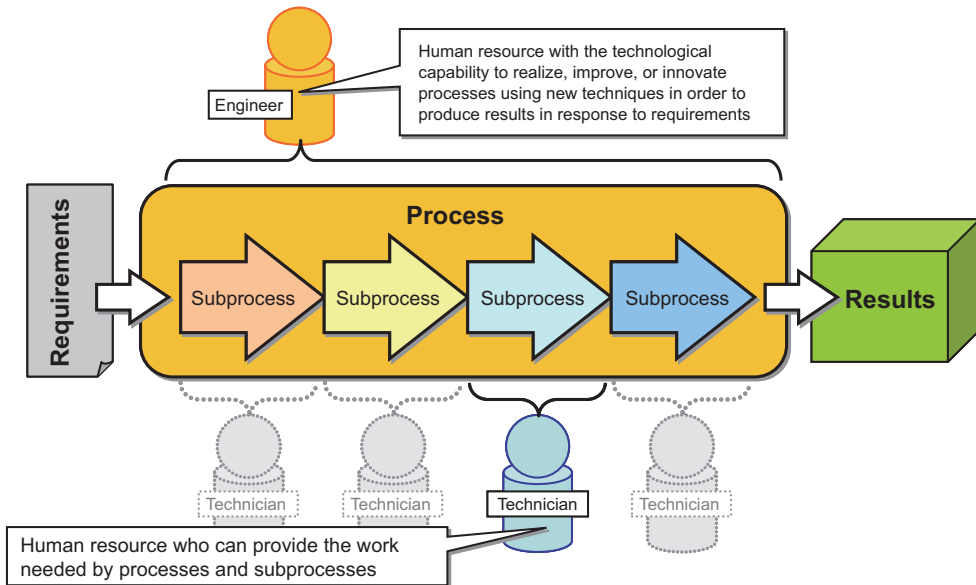 Human resource with the technological
capability to realize, improve, or innovate
processes using new techniques in order to
produce results in response to requirements
Engineer
Requirements
Process
Subprocess
Subprocess
Subprocess
Subprocess
Results
Technician
Technician
Technician
Technician
Human resource who can provide the work
needed by processes and subprocesses